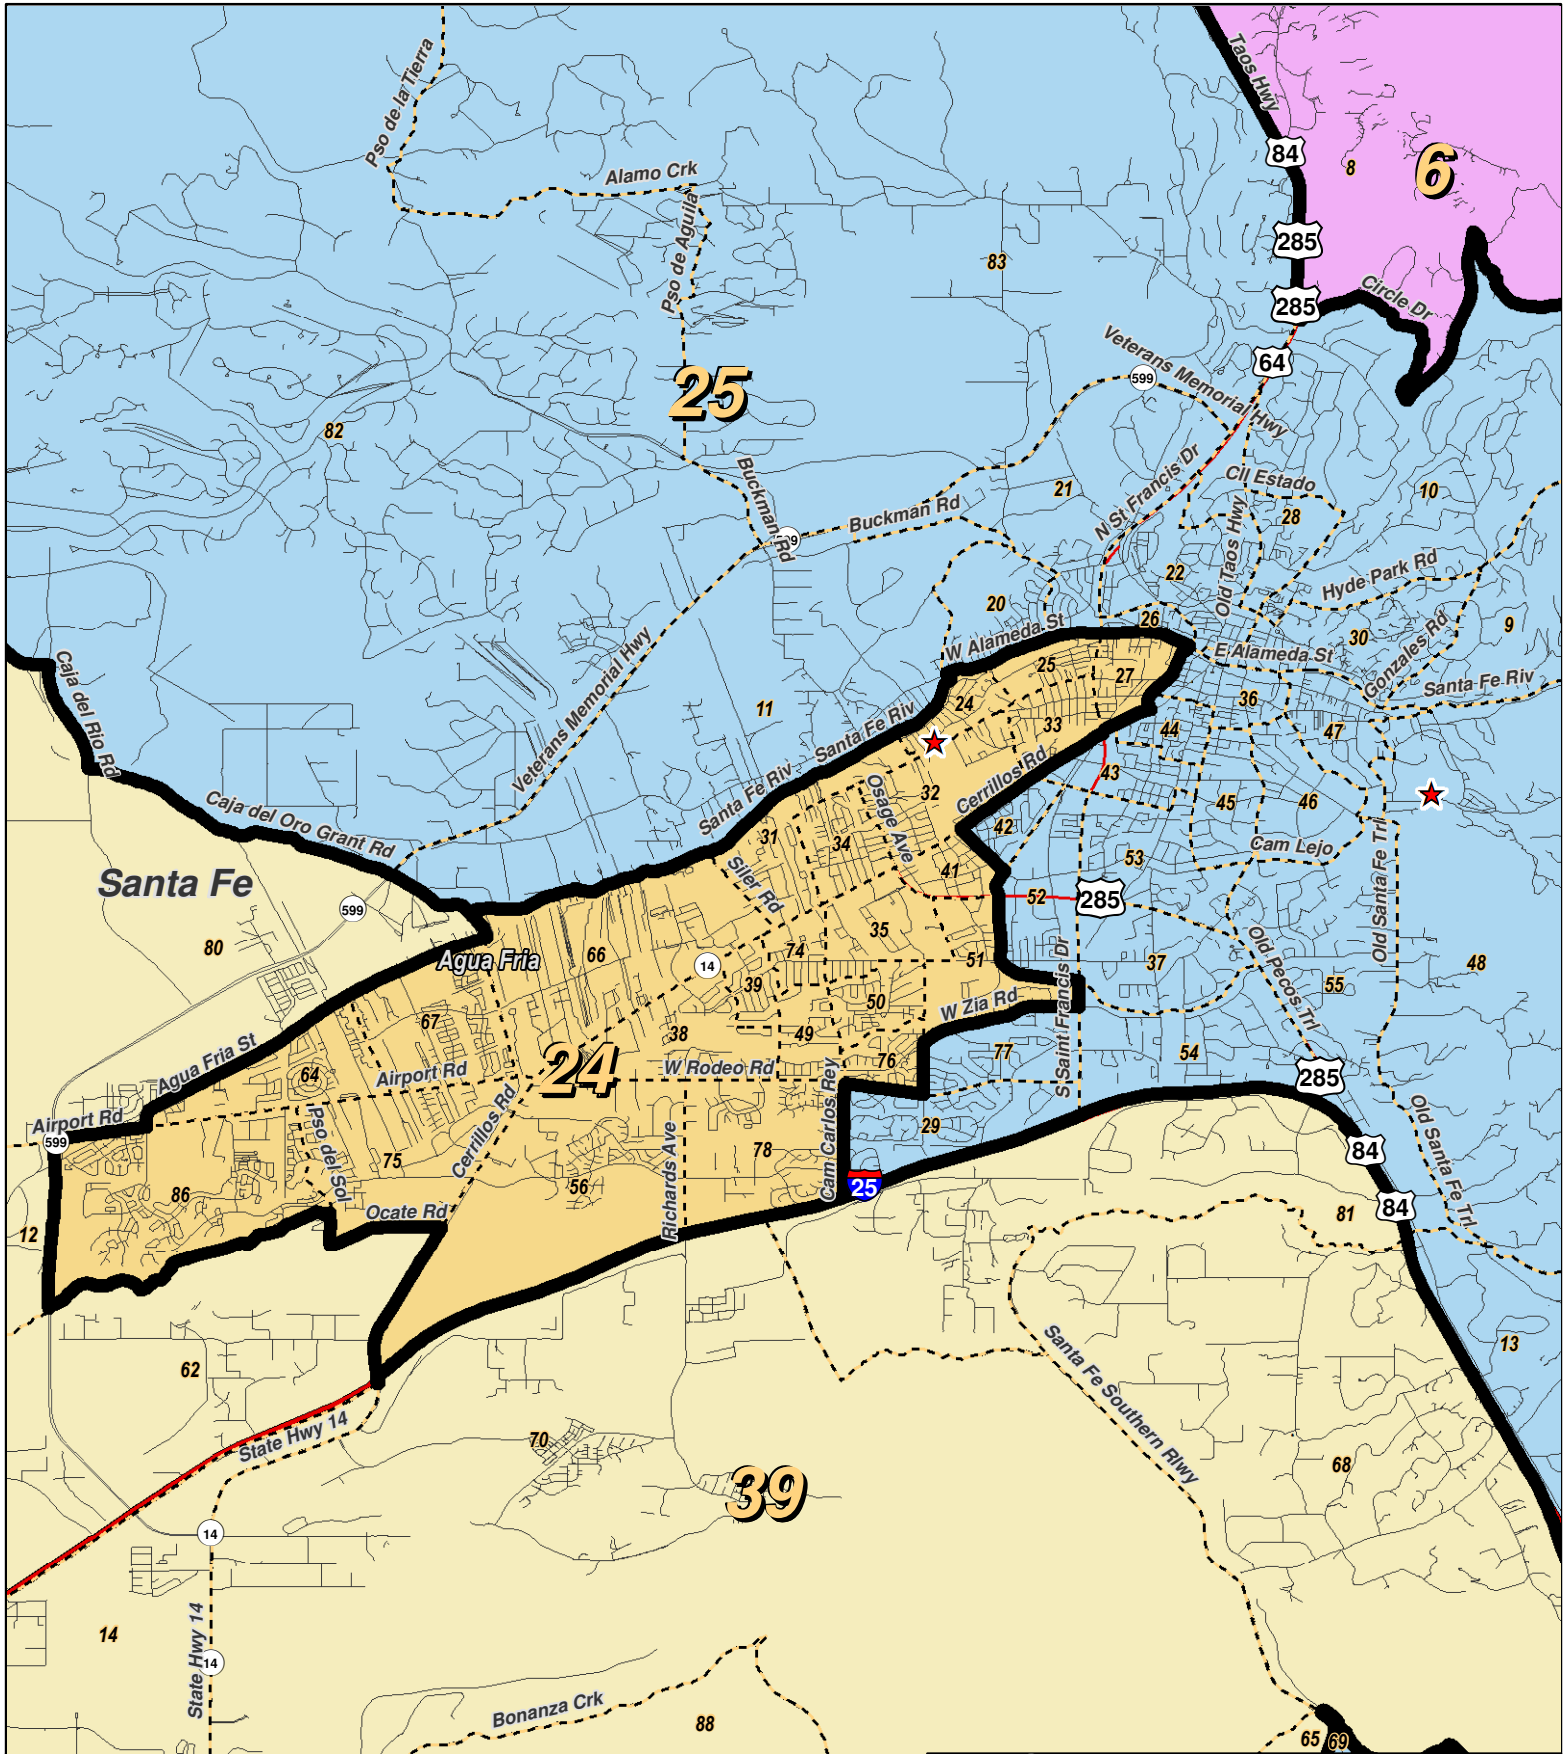 Taos Hwy
Pso de la Tierra
84
8
6
Alamo Crk
Pso de Aguila
285
83
285
Circle Dr
Veterans Memorial Hwy
64
599
25
82
Buckman Rd
N St Francis Dr
Cll Estado
21
10
Buckman Rd
28
Old Taos Hwy
22
Hyde Park Rd
20
26
W Alameda St
30
9
Gonzales Rd
E Alameda St
Veterans Memorial Hwy
25
27
Santa Fe Riv
Caja del Rio Rd
36
24
11
Santa Fe Riv
33
44
47
43
Cerrillos Rd
32
Osage Ave
45
46
Santa Fe Riv
Caja del Oro Grant Rd
42
31
34
Cam Lejo
53
41
Siler Rd
Santa Fe
Old Santa Fe Trl
52
285
599
35
80
74
66
Agua Fria
14
51
37
48
Old Pecos Trl
39
55
50
W Zia Rd
S Saint Francis Dr
67
38
49
Agua Fria St
76
77
54
64
24
W Rodeo Rd
Airport Rd
285
Airport Rd
Cam Carlos Rey
599
29
Old Santa Fe Trl
Cerrillos Rd
Pso del Sol
78
84
75
Richards Ave
56
86
25
84
Ocate Rd
81
12
13
62
Santa Fe Southern Rlwy
State Hwy 14
70
68
39
14
14
State Hwy 14
14
Bonanza Crk
88
65
69